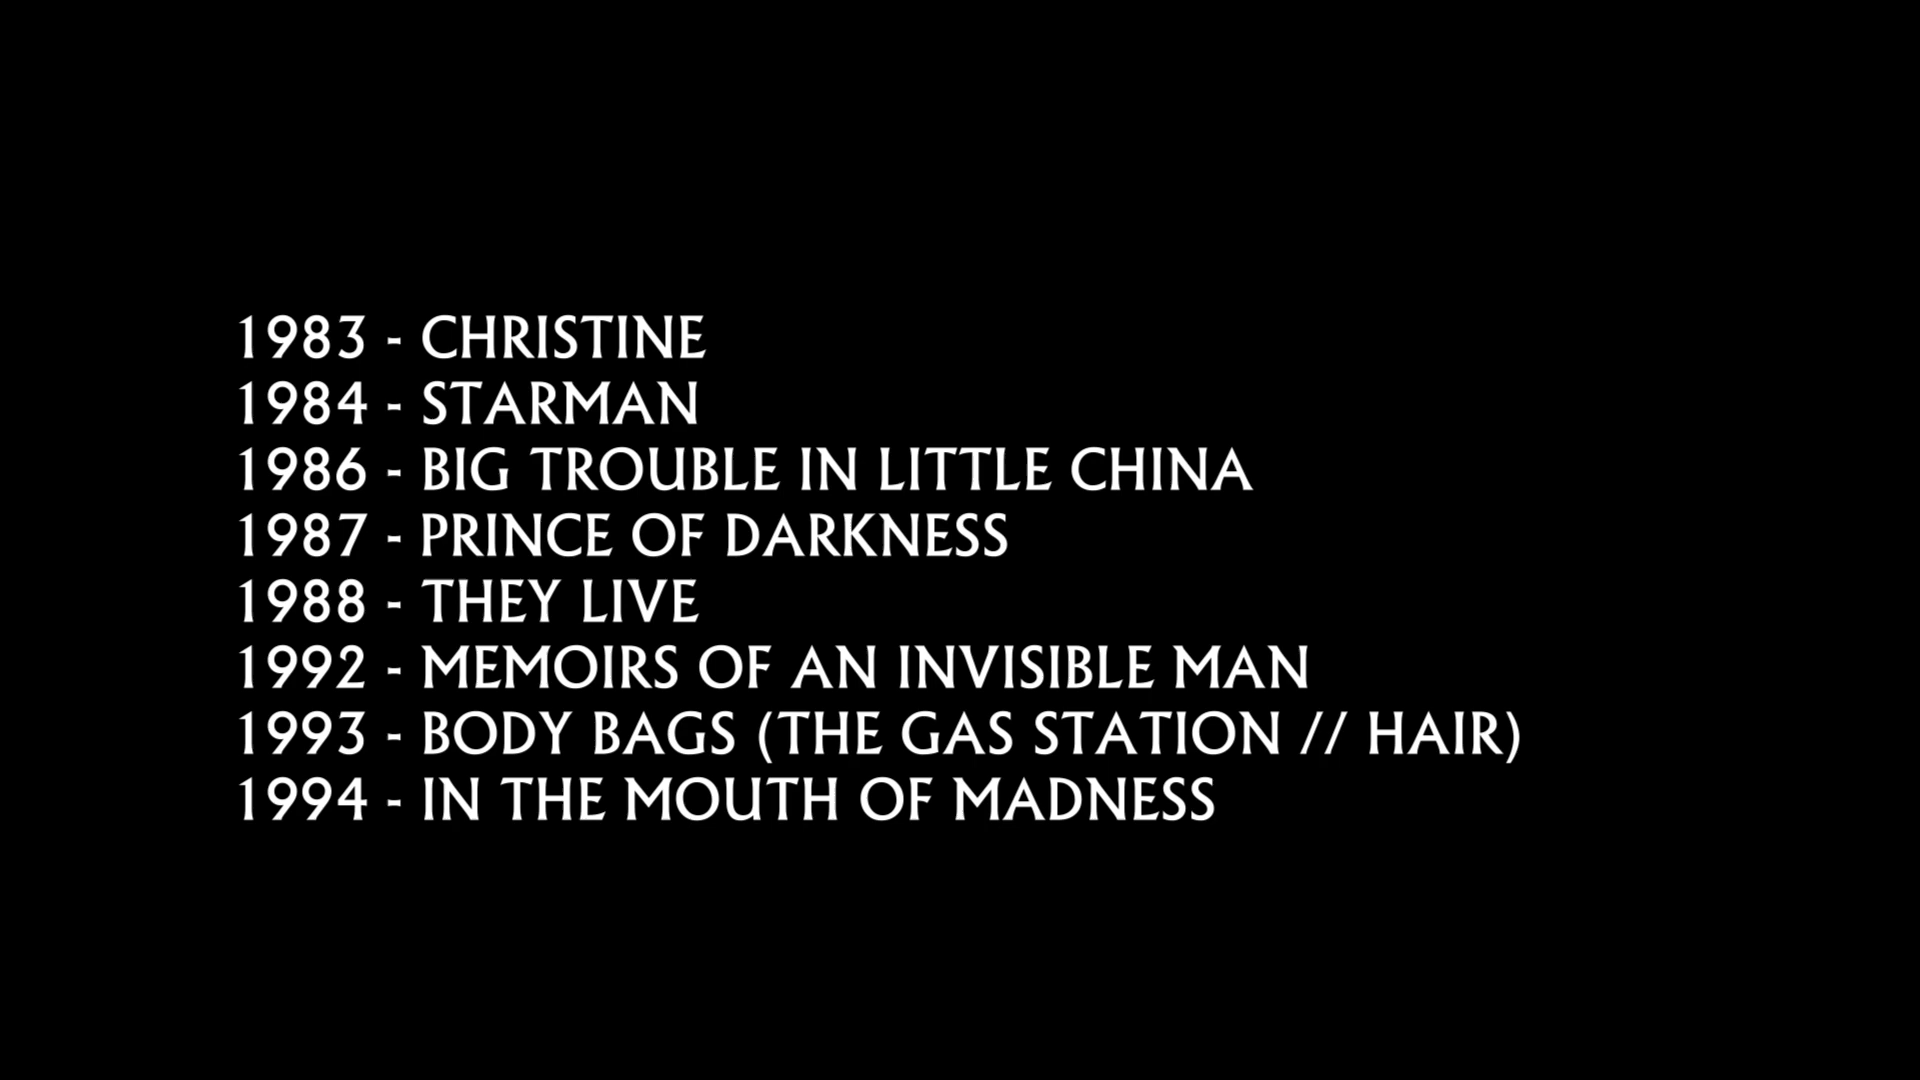 1983 - CHRISTINE
1984 - STARMAN
1986 - BIG TROUBLE IN LITTLE CHINA
1987 - PRINCE OF DARKNESS
1988 - THEY LIVE
1992 - MEMOIRS OF AN INVISIBLE MAN
1993 - BODY BAGS (THE GAS STATION // HAIR)
1994 - IN THE MOUTH OF MADNESS